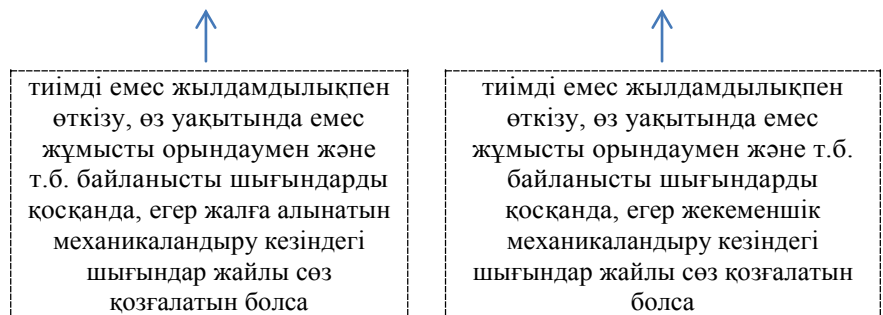 тиімді емес жылдамдылықпен
өткізу, өз уақытында емес
жұмысты орындаумен және
т.б. байланысты шығындарды
қосқанда, егер жалға алынатын
механикаландыру кезіндегі
шығындар жайлы сөз
қозғалатын болса
тиімді емес жылдамдылықпен
өткізу, өз уақытында емес
жұмысты орындаумен және т.б.
байланысты шығындарды
қосқанда, егер жекеменшік
механикаландыру кезіндегі
шығындар жайлы сөз қозғалатын
болса